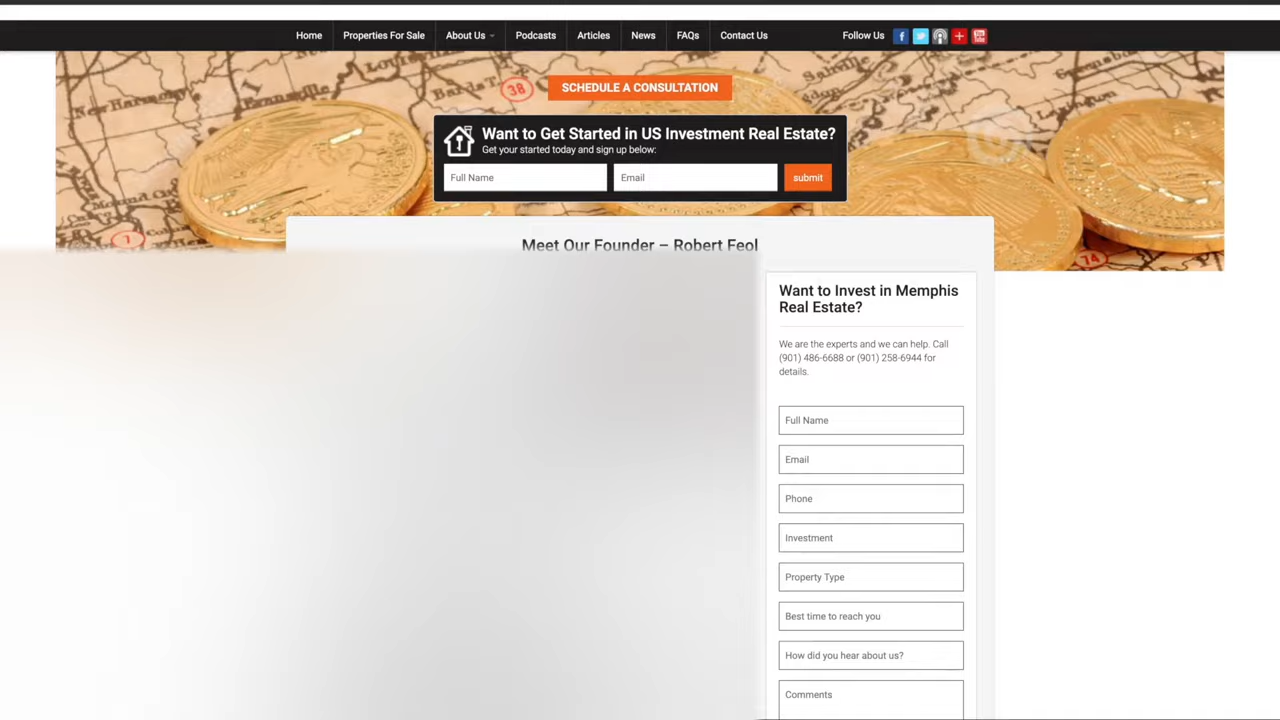 Home Properties For Sale About Us Podcasts Articles News FAQs Contact Us Follow Us
SCHEDULE A CONSULTATION
Want to Get Started in US Investment Real Estate?
Get your started today and sign up below:
Full Name Email submit
Meet Our Founder – Robert Feol
Want to Invest in Memphis
Real Estate?
We are the experts and we can help. Call
(901) 486-6688 or (901) 258-6944 for
details.
Full Name
Email
Phone
Investment
Property Type
Best time to reach you
How did you hear about us?
Comments
38
7
74